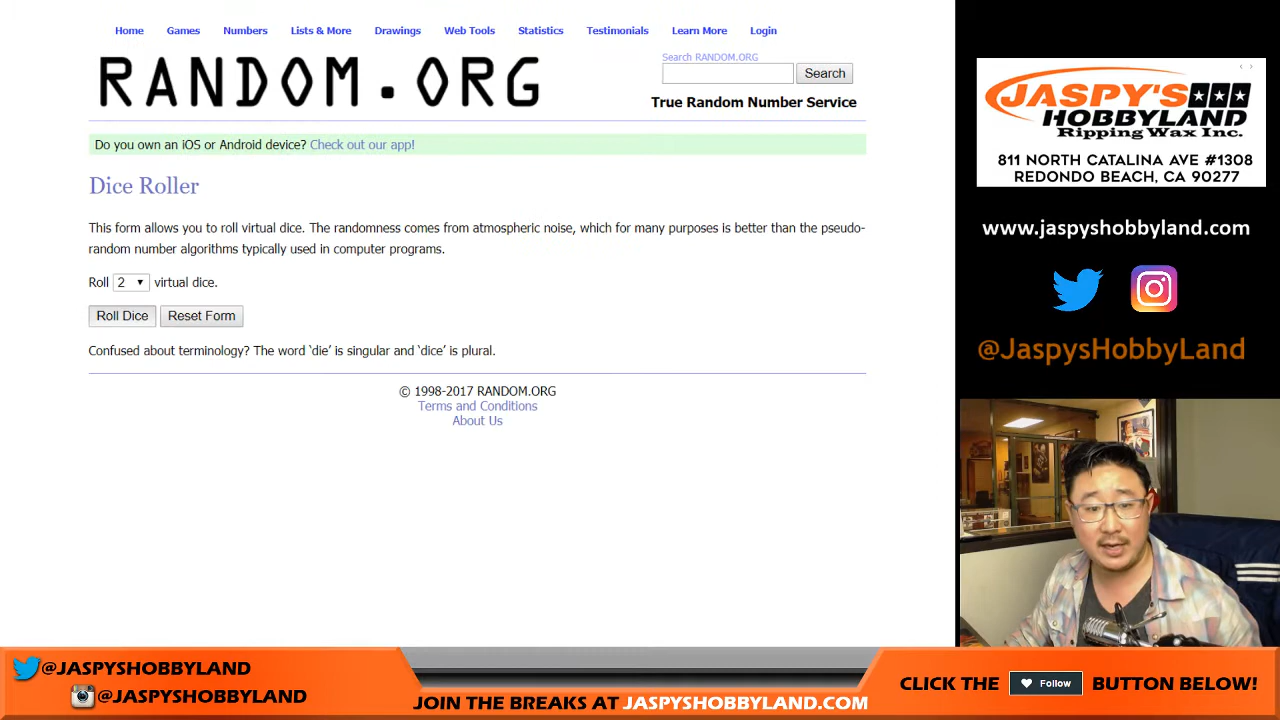 Home Games Numbers Lists & More Drawings Web Tools Statistics Testimonials Learn More Login
RANDOM.ORG
Search RANDOM.ORG
Search
True Random Number Service
Do you own an iOS or Android device? Check out our app!
Dice Roller
This form allows you to roll virtual dice. The randomness comes from atmospheric noise, which for many purposes is better than the pseudo-
random number algorithms typically used in computer programs.
Roll 2 virtual dice.
Roll Dice Reset Form
Confused about terminology? The word ‘die’ is singular and ‘dice’ is plural.
© 1998-2017 RANDOM.ORG
Terms and Conditions
About Us
JASPY'S
HOBBYLAND
Ripping Wax Inc.
811 NORTH CATALINA AVE #1308
REDONDO BEACH, CA 90277
www.jaspyshobbyland.com
@JaspysHobbyLand
@JASPYSHOBBYLAND
@JASPYSHOBBYLAND
JOIN THE BREAKS AT JASPYSHOBBYLAND.COM
CLICK THE Follow BUTTON BELOW!